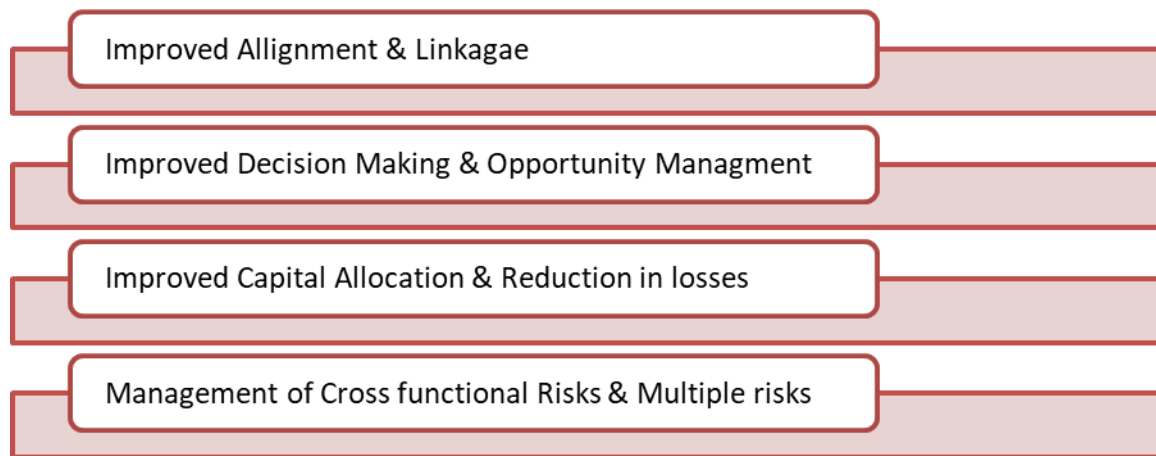 Improved Allignment & Linkagae
Improved Decision Making & Opportunity Managment
Improved Capital Allocation & Reduction in losses
Management of Cross functional Risks & Multiple risks